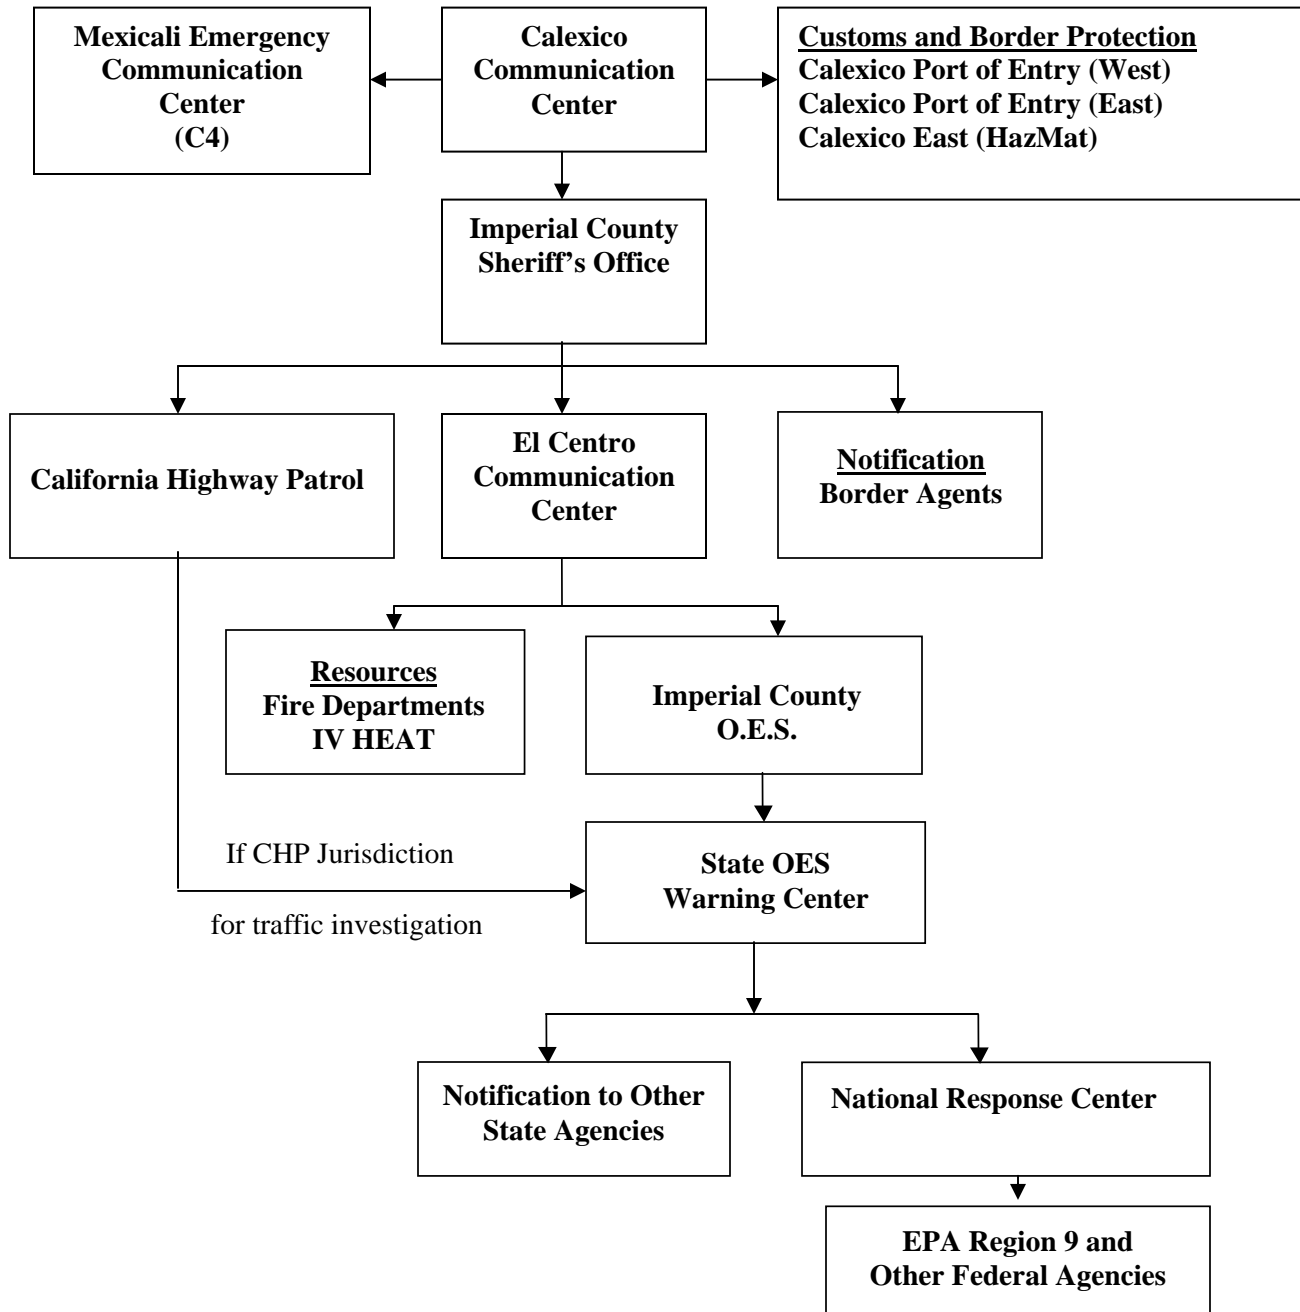 Mexicali Emergency
Communication
Center
(C4)
Calexico
Communication
Center
Customs and Border Protection
Calexico Port of Entry (West)
Calexico Port of Entry (East)
Calexico East (HazMat)
Imperial County
Sheriff’s Office
California Highway Patrol
El Centro
Communication
Center
Notification
Border Agents
Resources
Fire Departments
IV HEAT
Imperial County
O.E.S.
If CHP Jurisdiction
for traffic investigation
State OES
Warning Center
Notification to Other
State Agencies
National Response Center
EPA Region 9 and
Other Federal Agencies